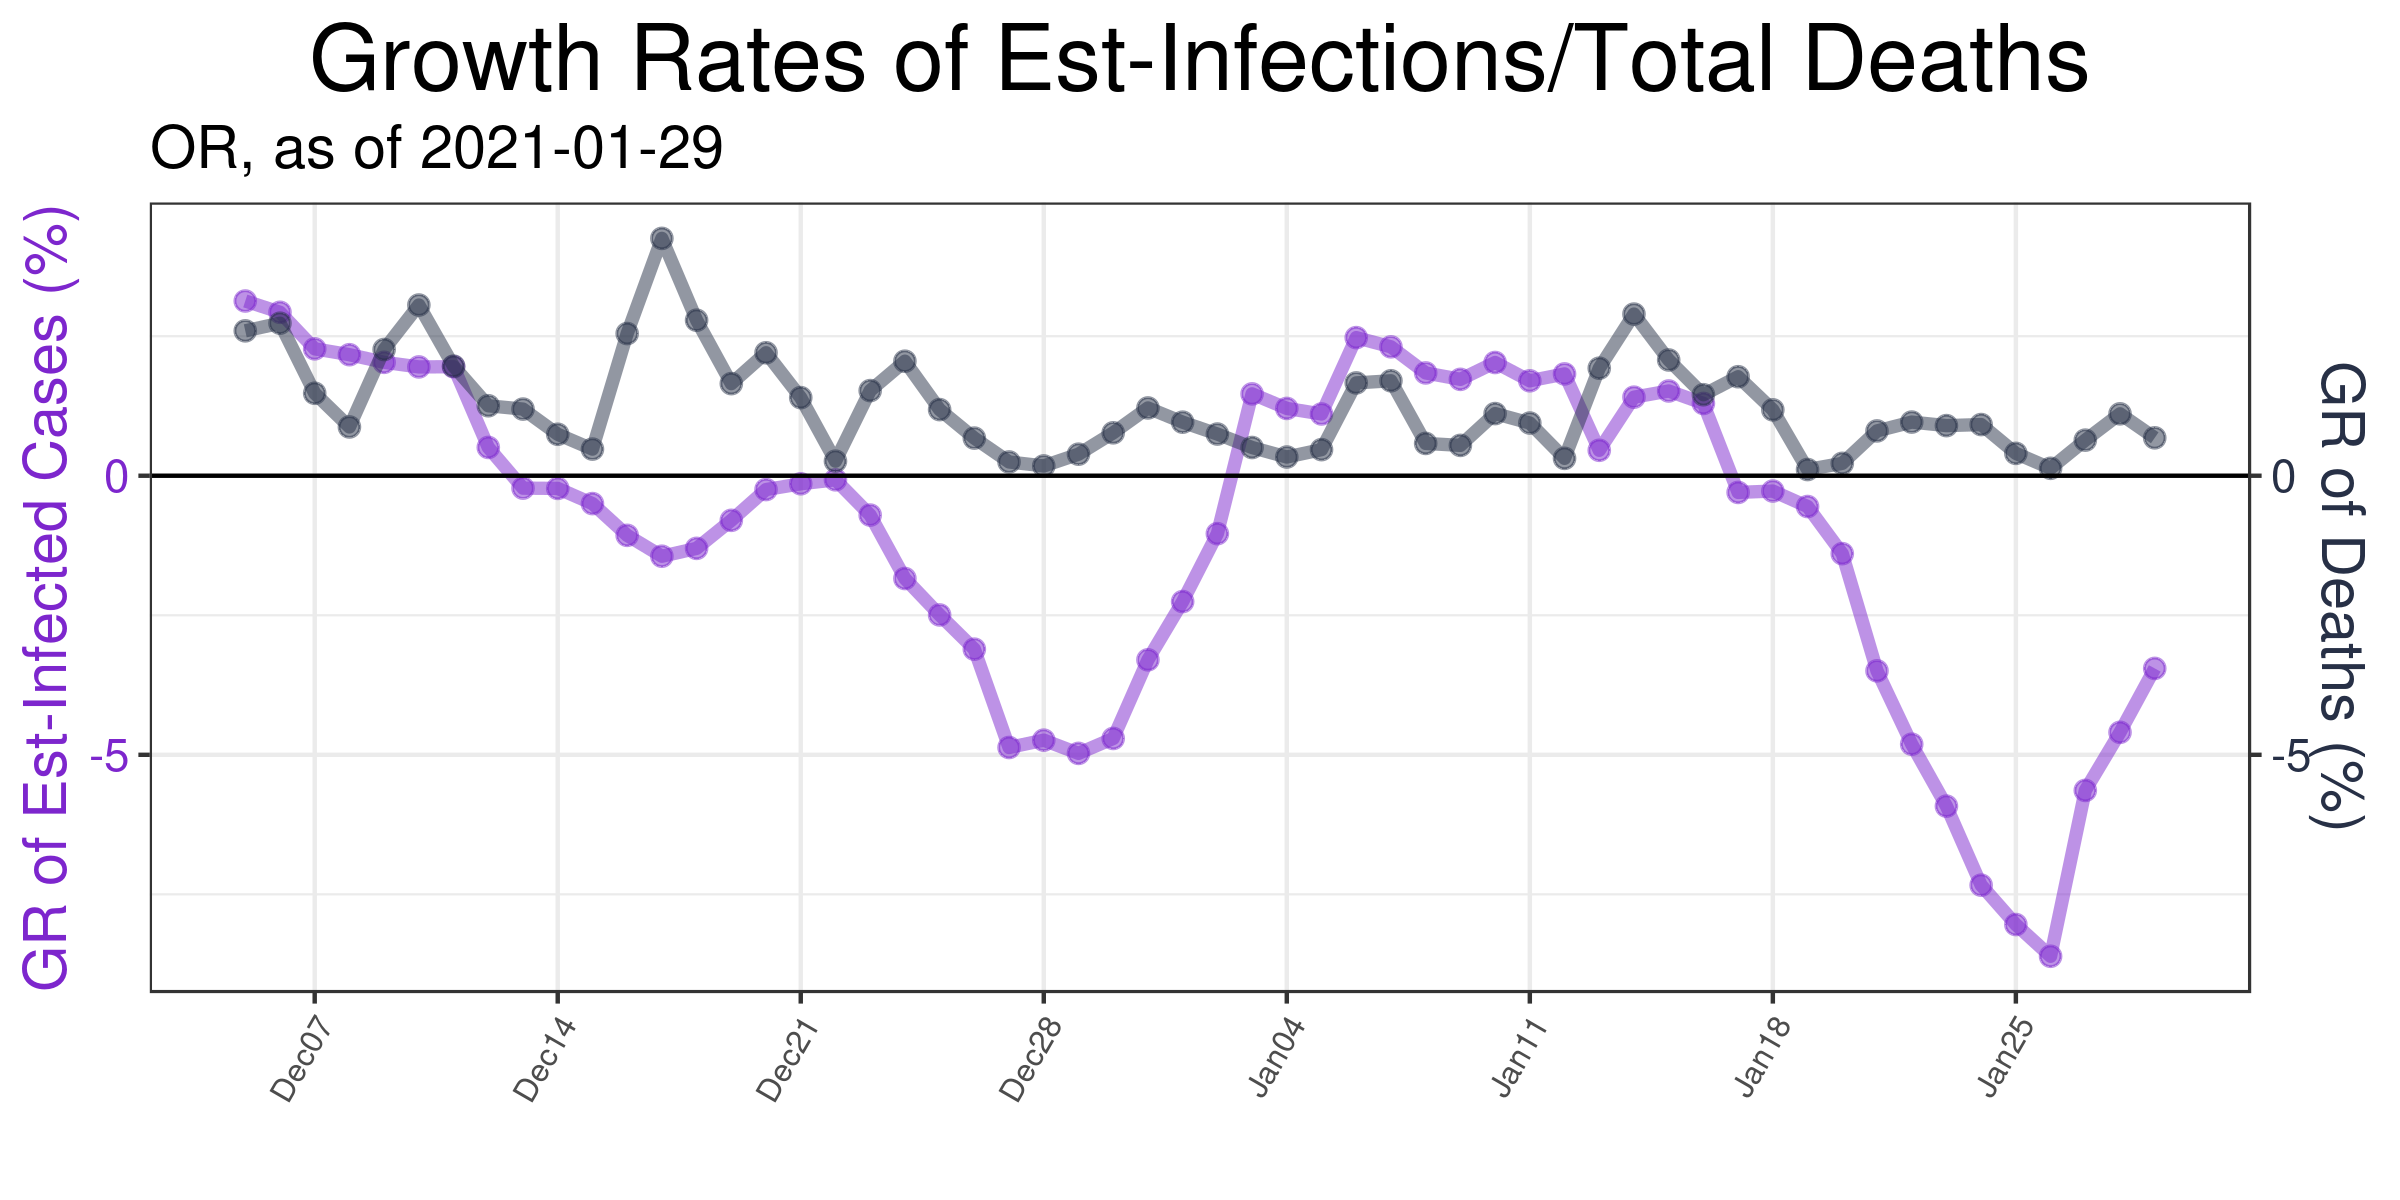 Growth Rates of Est-Infections/Total Deaths
OR, as of 2021-01-29
GR of Est-Infected Cases (%)
0
-5
0
-5
GR of Deaths (%)
Dec07
Dec14
Dec21
Dec28
Jan04
Jan11
Jan18
Jan25